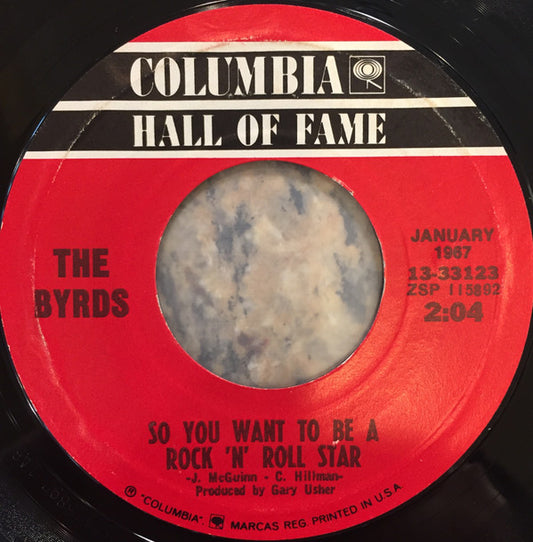 COLUMBIA
HALL OF FAME
THE
BYRDS
JANUARY
1967
13-33123
ZSP 115892
2:04
SO YOU WANT TO BE A
ROCK 'N' ROLL STAR
-J. McGuinn - C. Hillman-
Produced by Gary Usher
® "COLUMBIA", MARCAS REG. PRINTED IN U.S.A.